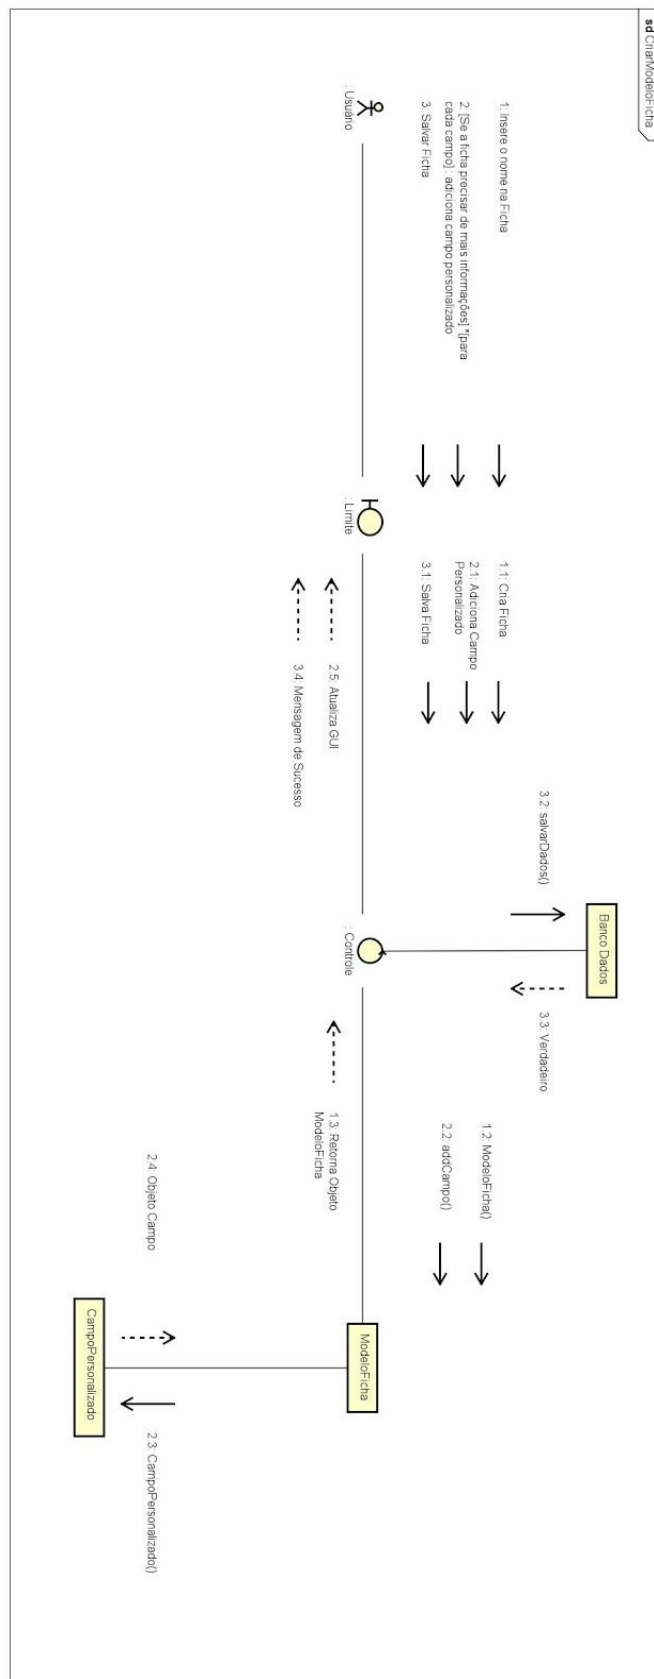 sd CriarModeloFicha
1: Insere o nome na Ficha
2: [Se a ficha precisar de mais informações] *[para
cada campo] : adiciona campo personalizado
3: Salvar Ficha
: Usuário
1.1: Cria Ficha
2.1: Adiciona Campo
Personalizado
3.1: Salva Ficha
: Limite
2.5: Atualiza GUI
3.4: Mensagem de Sucesso
3.2: salvarDados()
Banco Dados
3.3: Verdadeiro
: Controle
1.2: ModeloFicha()
2.2: addCampo()
1.3: Retorna Objeto
ModeloFicha
ModeloFicha
2.4: Objeto Campo
2.3: CampoPersonalizado()
CampoPersonalizado